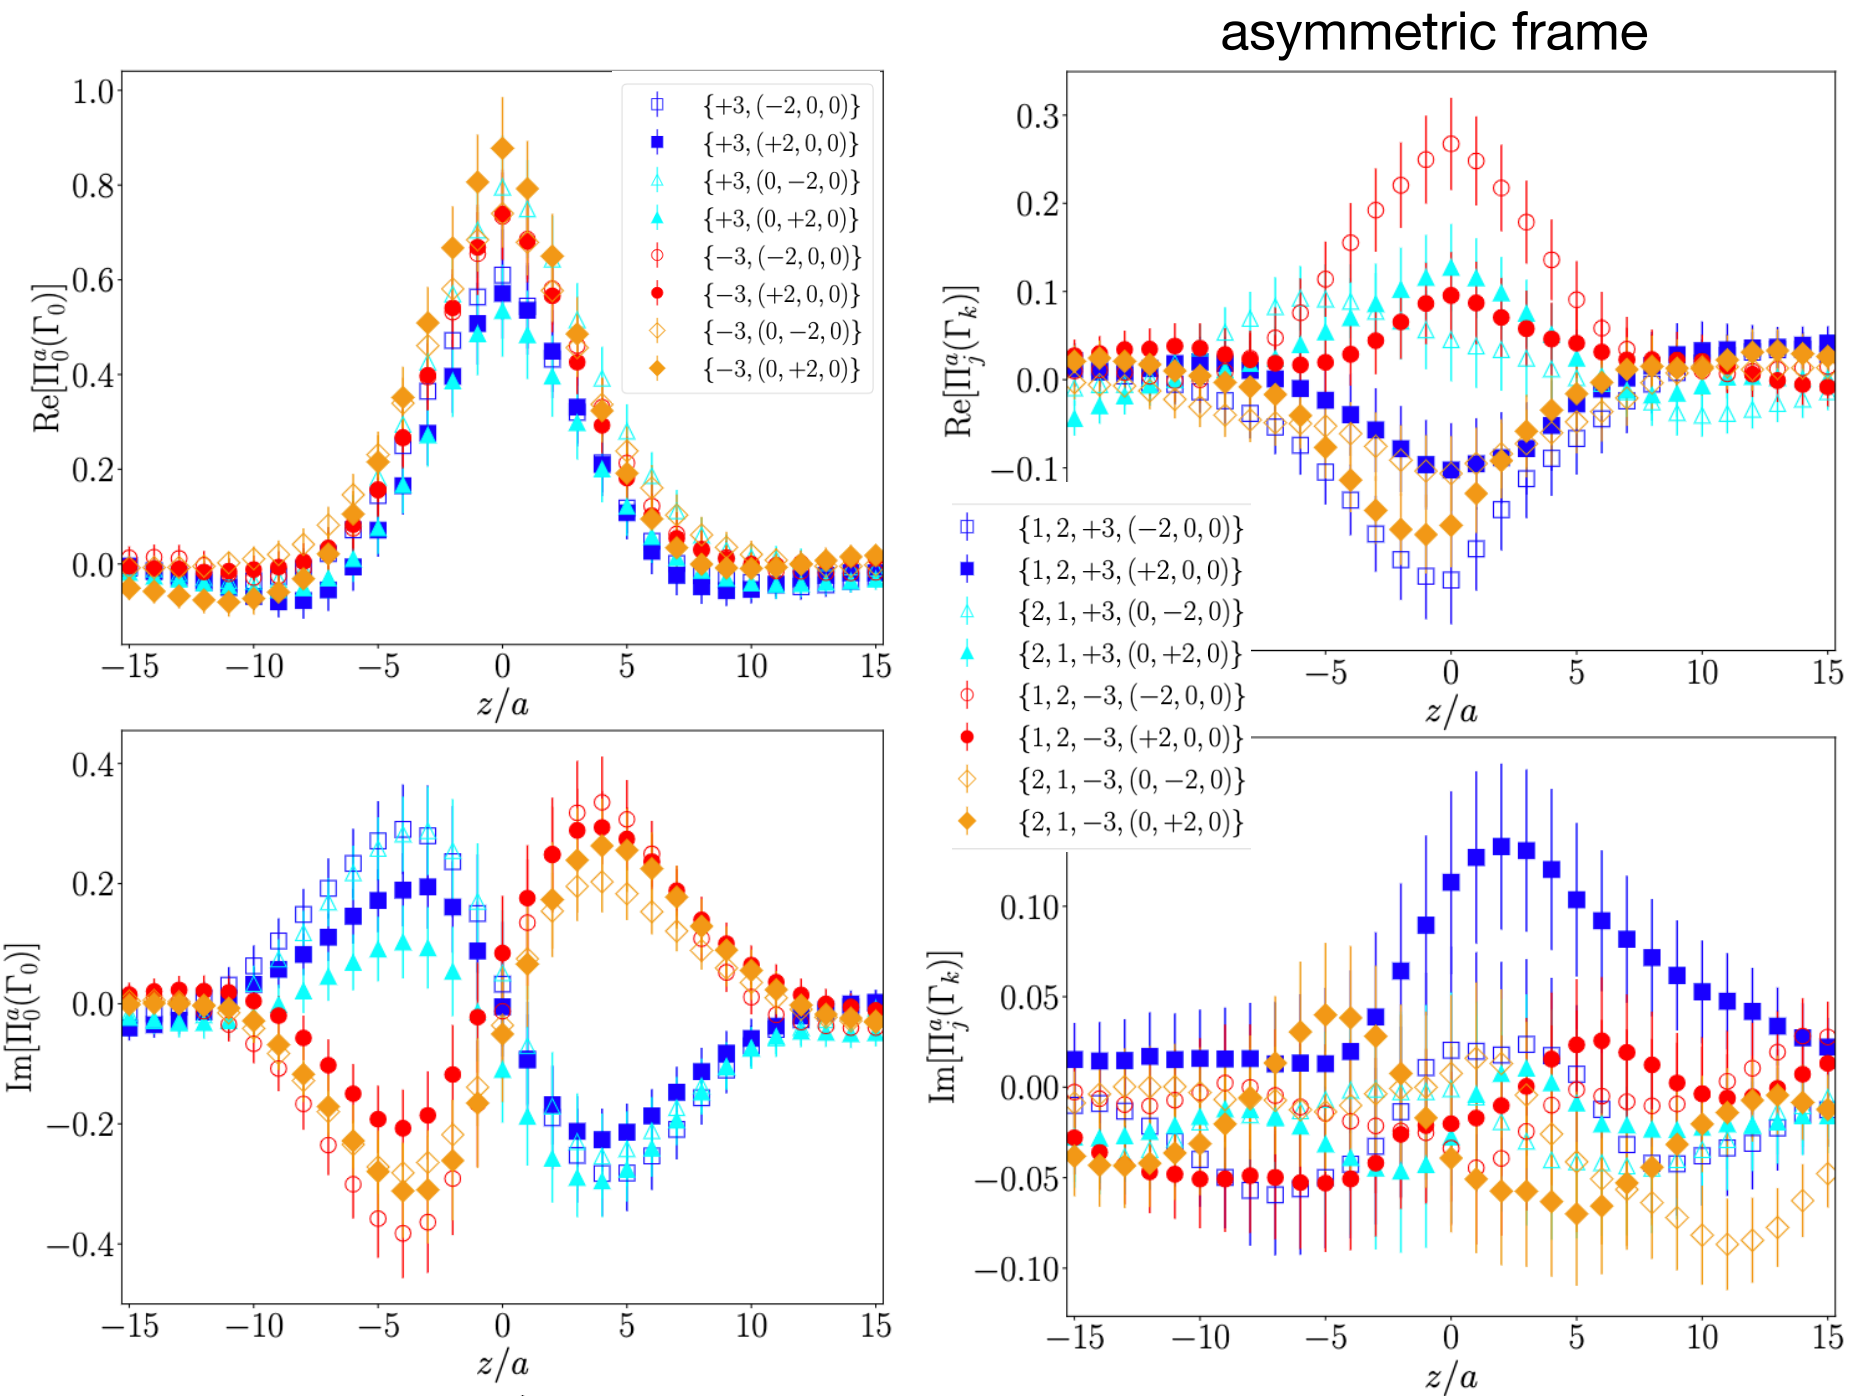 asymmetric frame
1.0
0.8
0.6
0.4
0.2
0.0
Re[Π₀ᵃ(Γ₀)]
{+3, (−2, 0, 0)}
{+3, (+2, 0, 0)}
{+3, (0, −2, 0)}
{+3, (0, +2, 0)}
{−3, (−2, 0, 0)}
{−3, (+2, 0, 0)}
{−3, (0, −2, 0)}
{−3, (0, +2, 0)}
−15 −10 −5 0 5 10 15
z/a
0.3
0.2
0.1
0.0
−0.1
Re[Πⱼᵃ(Γₖ)]
−5 0 5 10 15
z/a
{1, 2, +3, (−2, 0, 0)}
{1, 2, +3, (+2, 0, 0)}
{2, 1, +3, (0, −2, 0)}
{2, 1, +3, (0, +2, 0)}
{1, 2, −3, (−2, 0, 0)}
{1, 2, −3, (+2, 0, 0)}
{2, 1, −3, (0, −2, 0)}
{2, 1, −3, (0, +2, 0)}
0.4
0.2
0.0
−0.2
−0.4
Im[Π₀ᵃ(Γ₀)]
−15 −10 −5 0 5 10 15
z/a
0.10
0.05
0.00
−0.05
−0.10
Im[Πⱼᵃ(Γₖ)]
−15 −10 −5 0 5 10 15
z/a